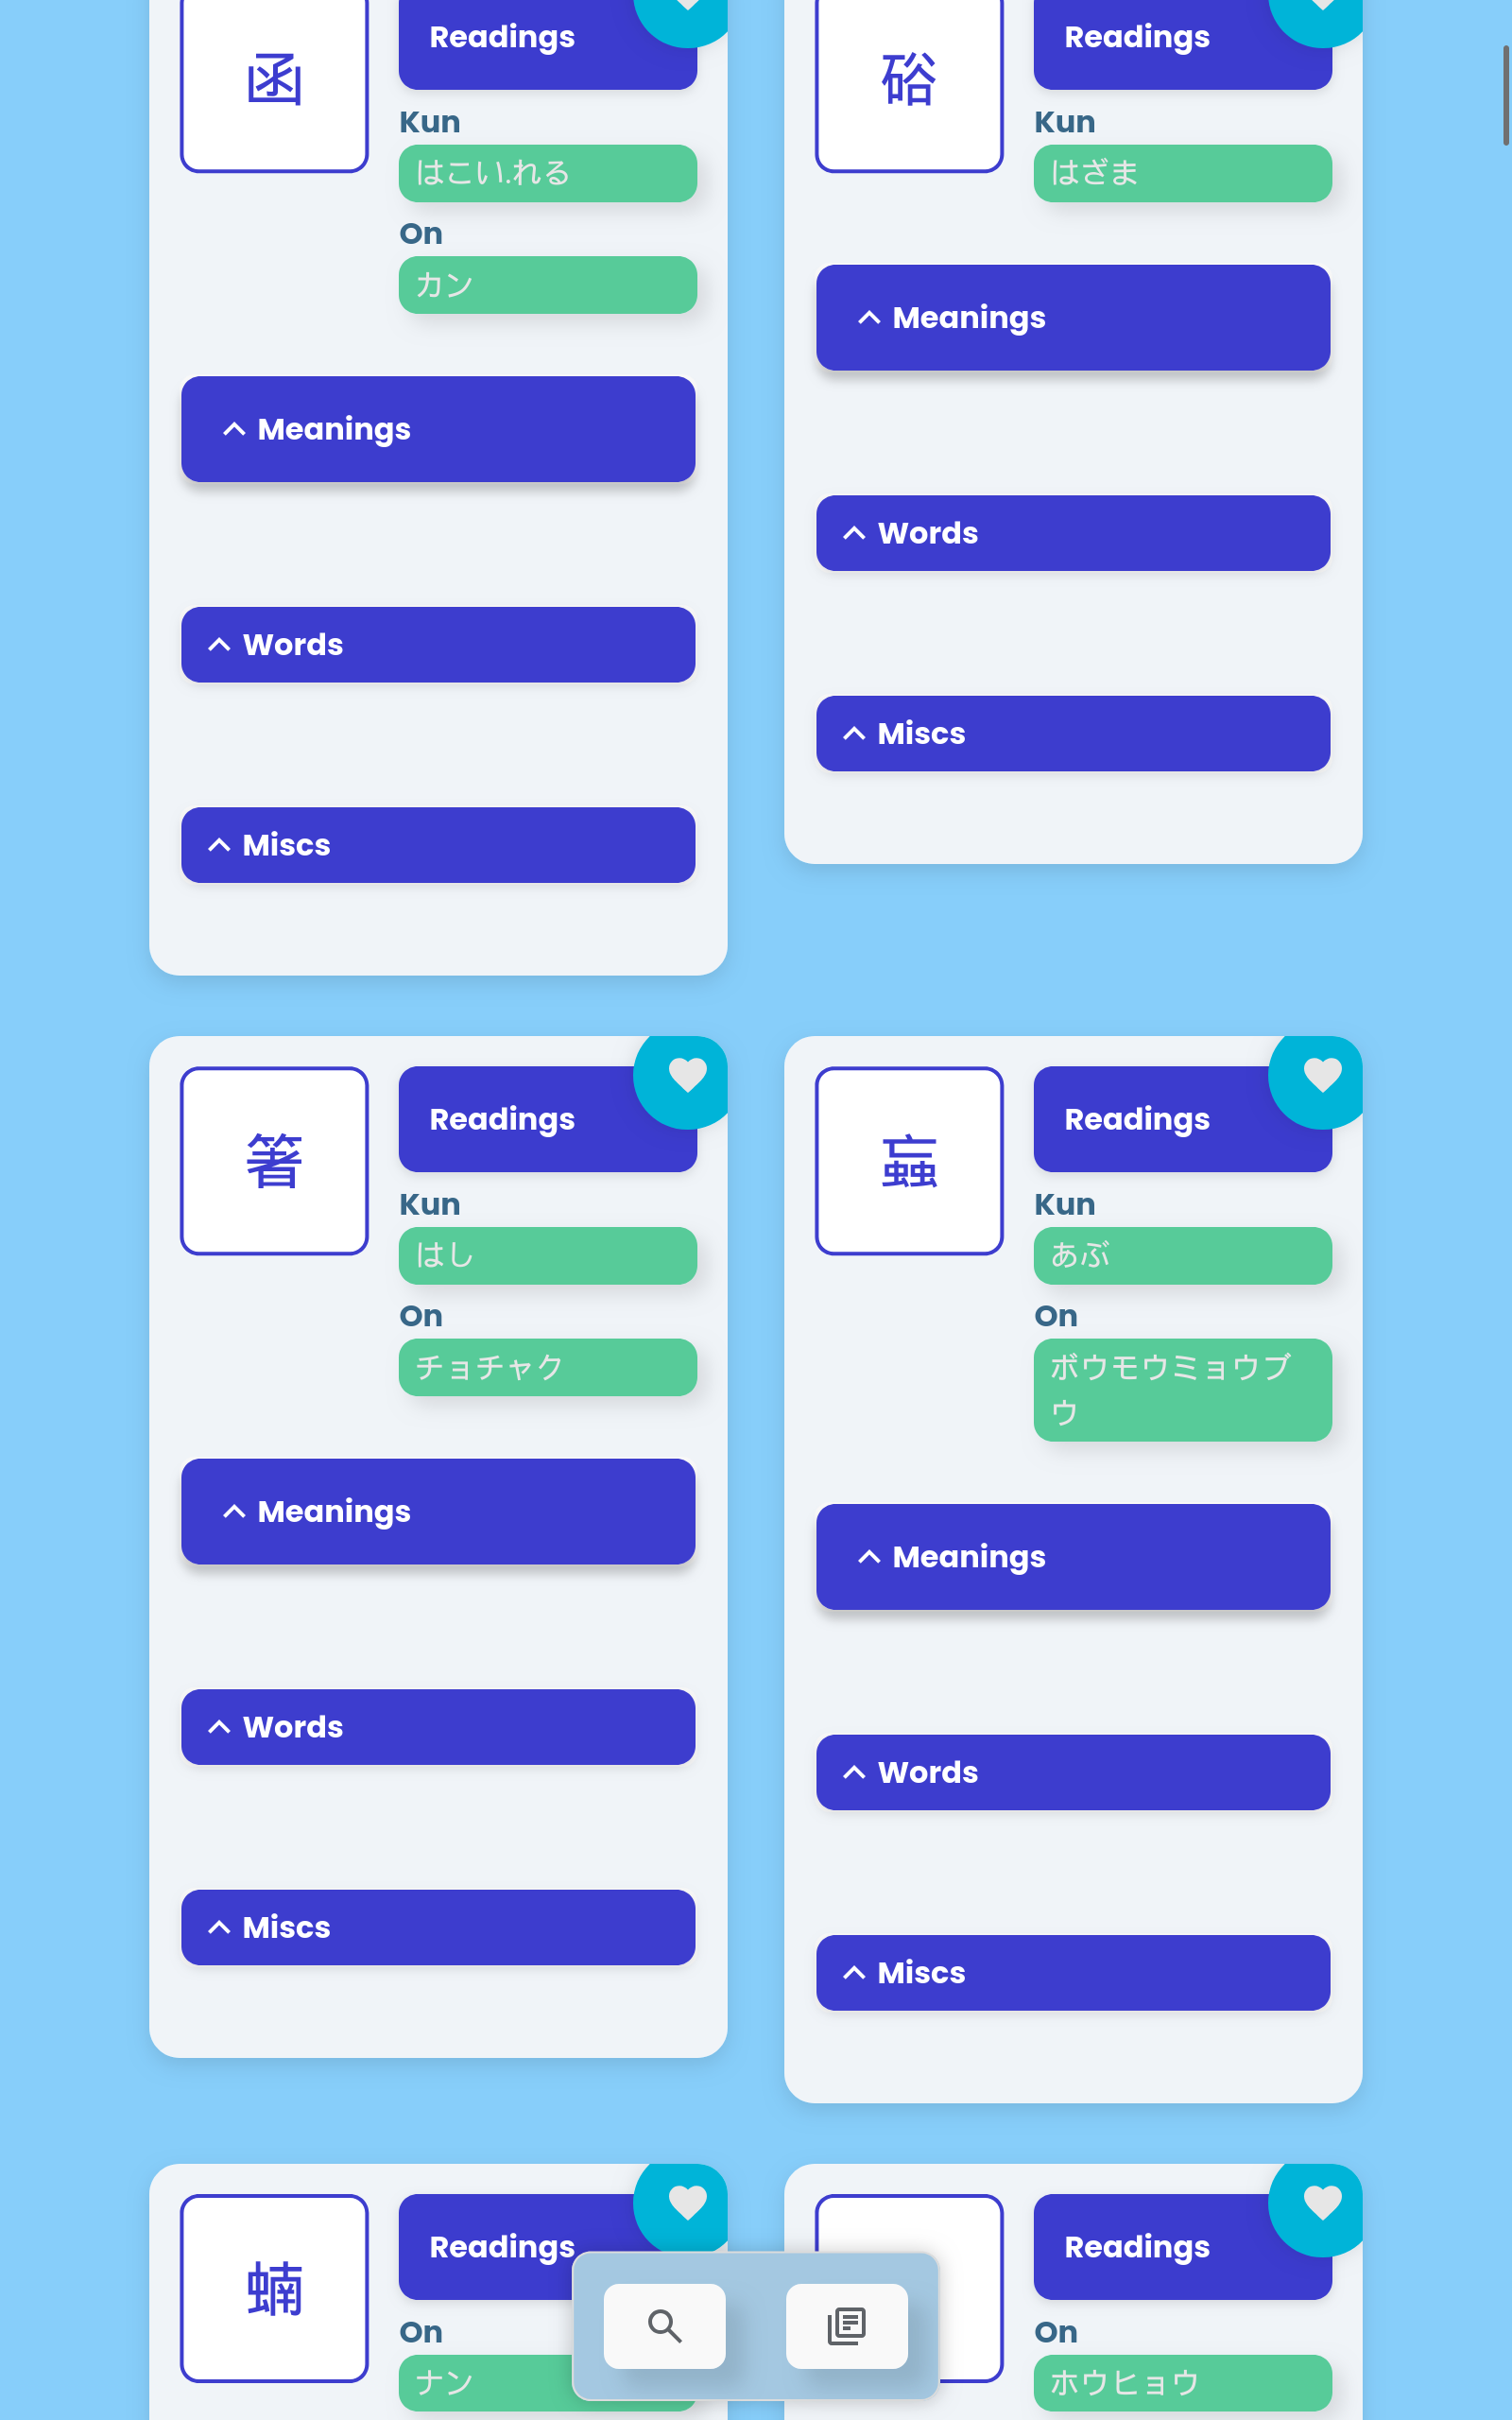 函
Readings
Kun
はこい.れる
On
カン
Meanings
Words
Miscs
硲
Readings
Kun
はざま
Meanings
Words
Miscs
箸
Readings
Kun
はし
On
チョチャク
Meanings
Words
Miscs
蝱
Readings
Kun
あぶ
On
ボウモウミョウブ
ウ
Meanings
Words
Miscs
蝻
Readings
On
ナン
Readings
On
ホウヒョウ